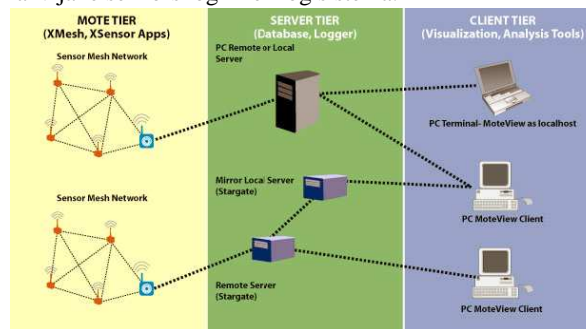 MOTE TIER
(XMesh, XSensor Apps)
SERVER TIER
(Database, Logger)
CLIENT TIER
(Visualization, Analysis Tools)
Sensor Mesh Network
PC Remote or Local
Server
PC Terminal- MoteView as localhost
Mirror Local Server
(Stargate)
PC MoteView Client
Sensor Mesh Network
Remote Server
(Stargate)
PC MoteView Client